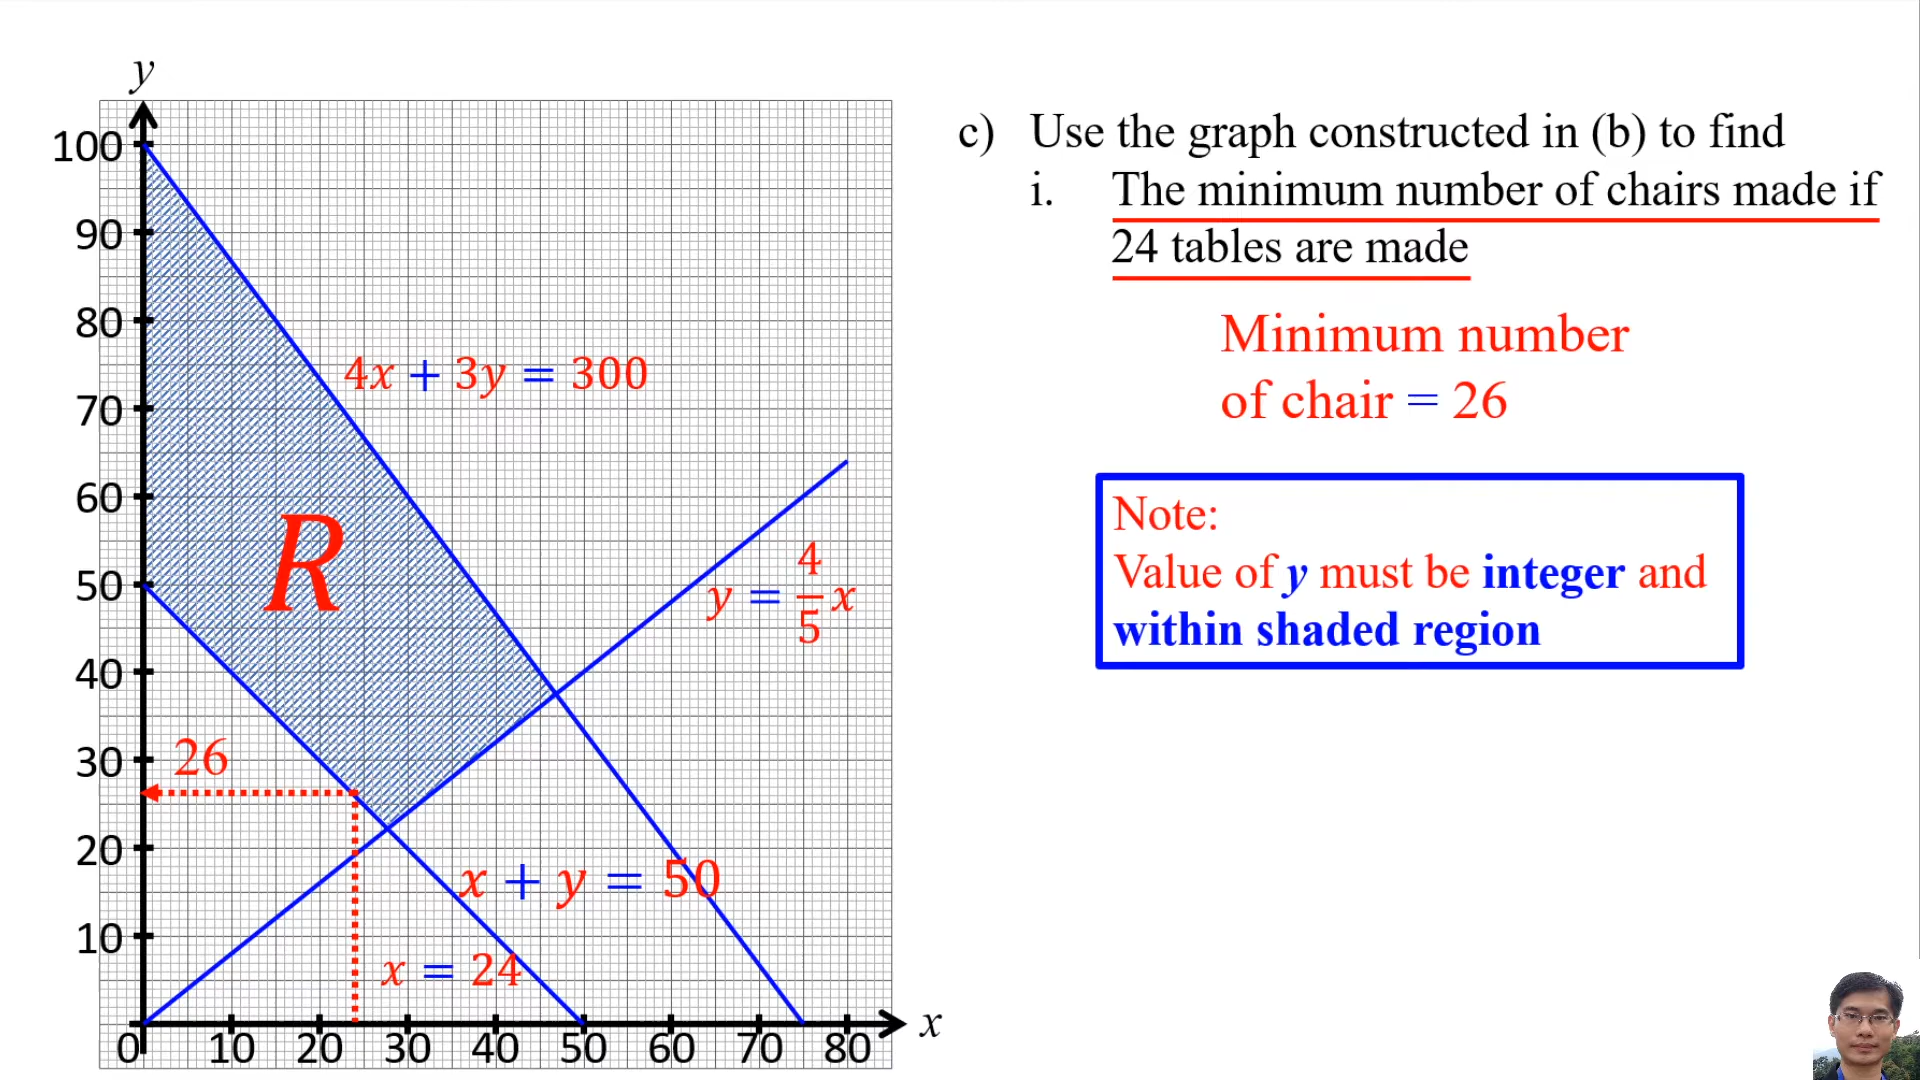 y
100
90
80
70
60
50
40
30
20
10
0 10 20 30 40 50 60 70 80 x
4x + 3y = 300
R
y = 4/5 x
26
x + y = 50
x = 24
c) Use the graph constructed in (b) to find
i. The minimum number of chairs made if
24 tables are made
Minimum number
of chair = 26
Note:
Value of y must be integer and
within shaded region